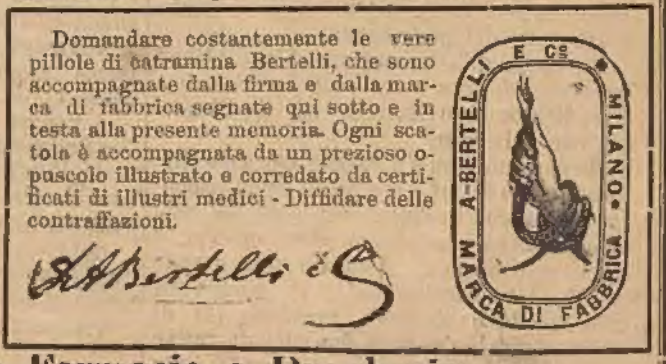 Domandare costantemente le vere
pillole di catramina Bertelli, che sono
accompagnate dalla firma e dalla mar-
ca di fabbrica segnate qui sotto e in
testa alla presente memoria. Ogni sca-
tola è accompagnata da un prezioso o-
puscolo illustrato e corredato da certi-
ficati di illustri medici - Diffidare delle
contraffazioni.
A Bertelli e C
A·BERTELLI E Cº * MILANO *
MARCA DI FABBRICA